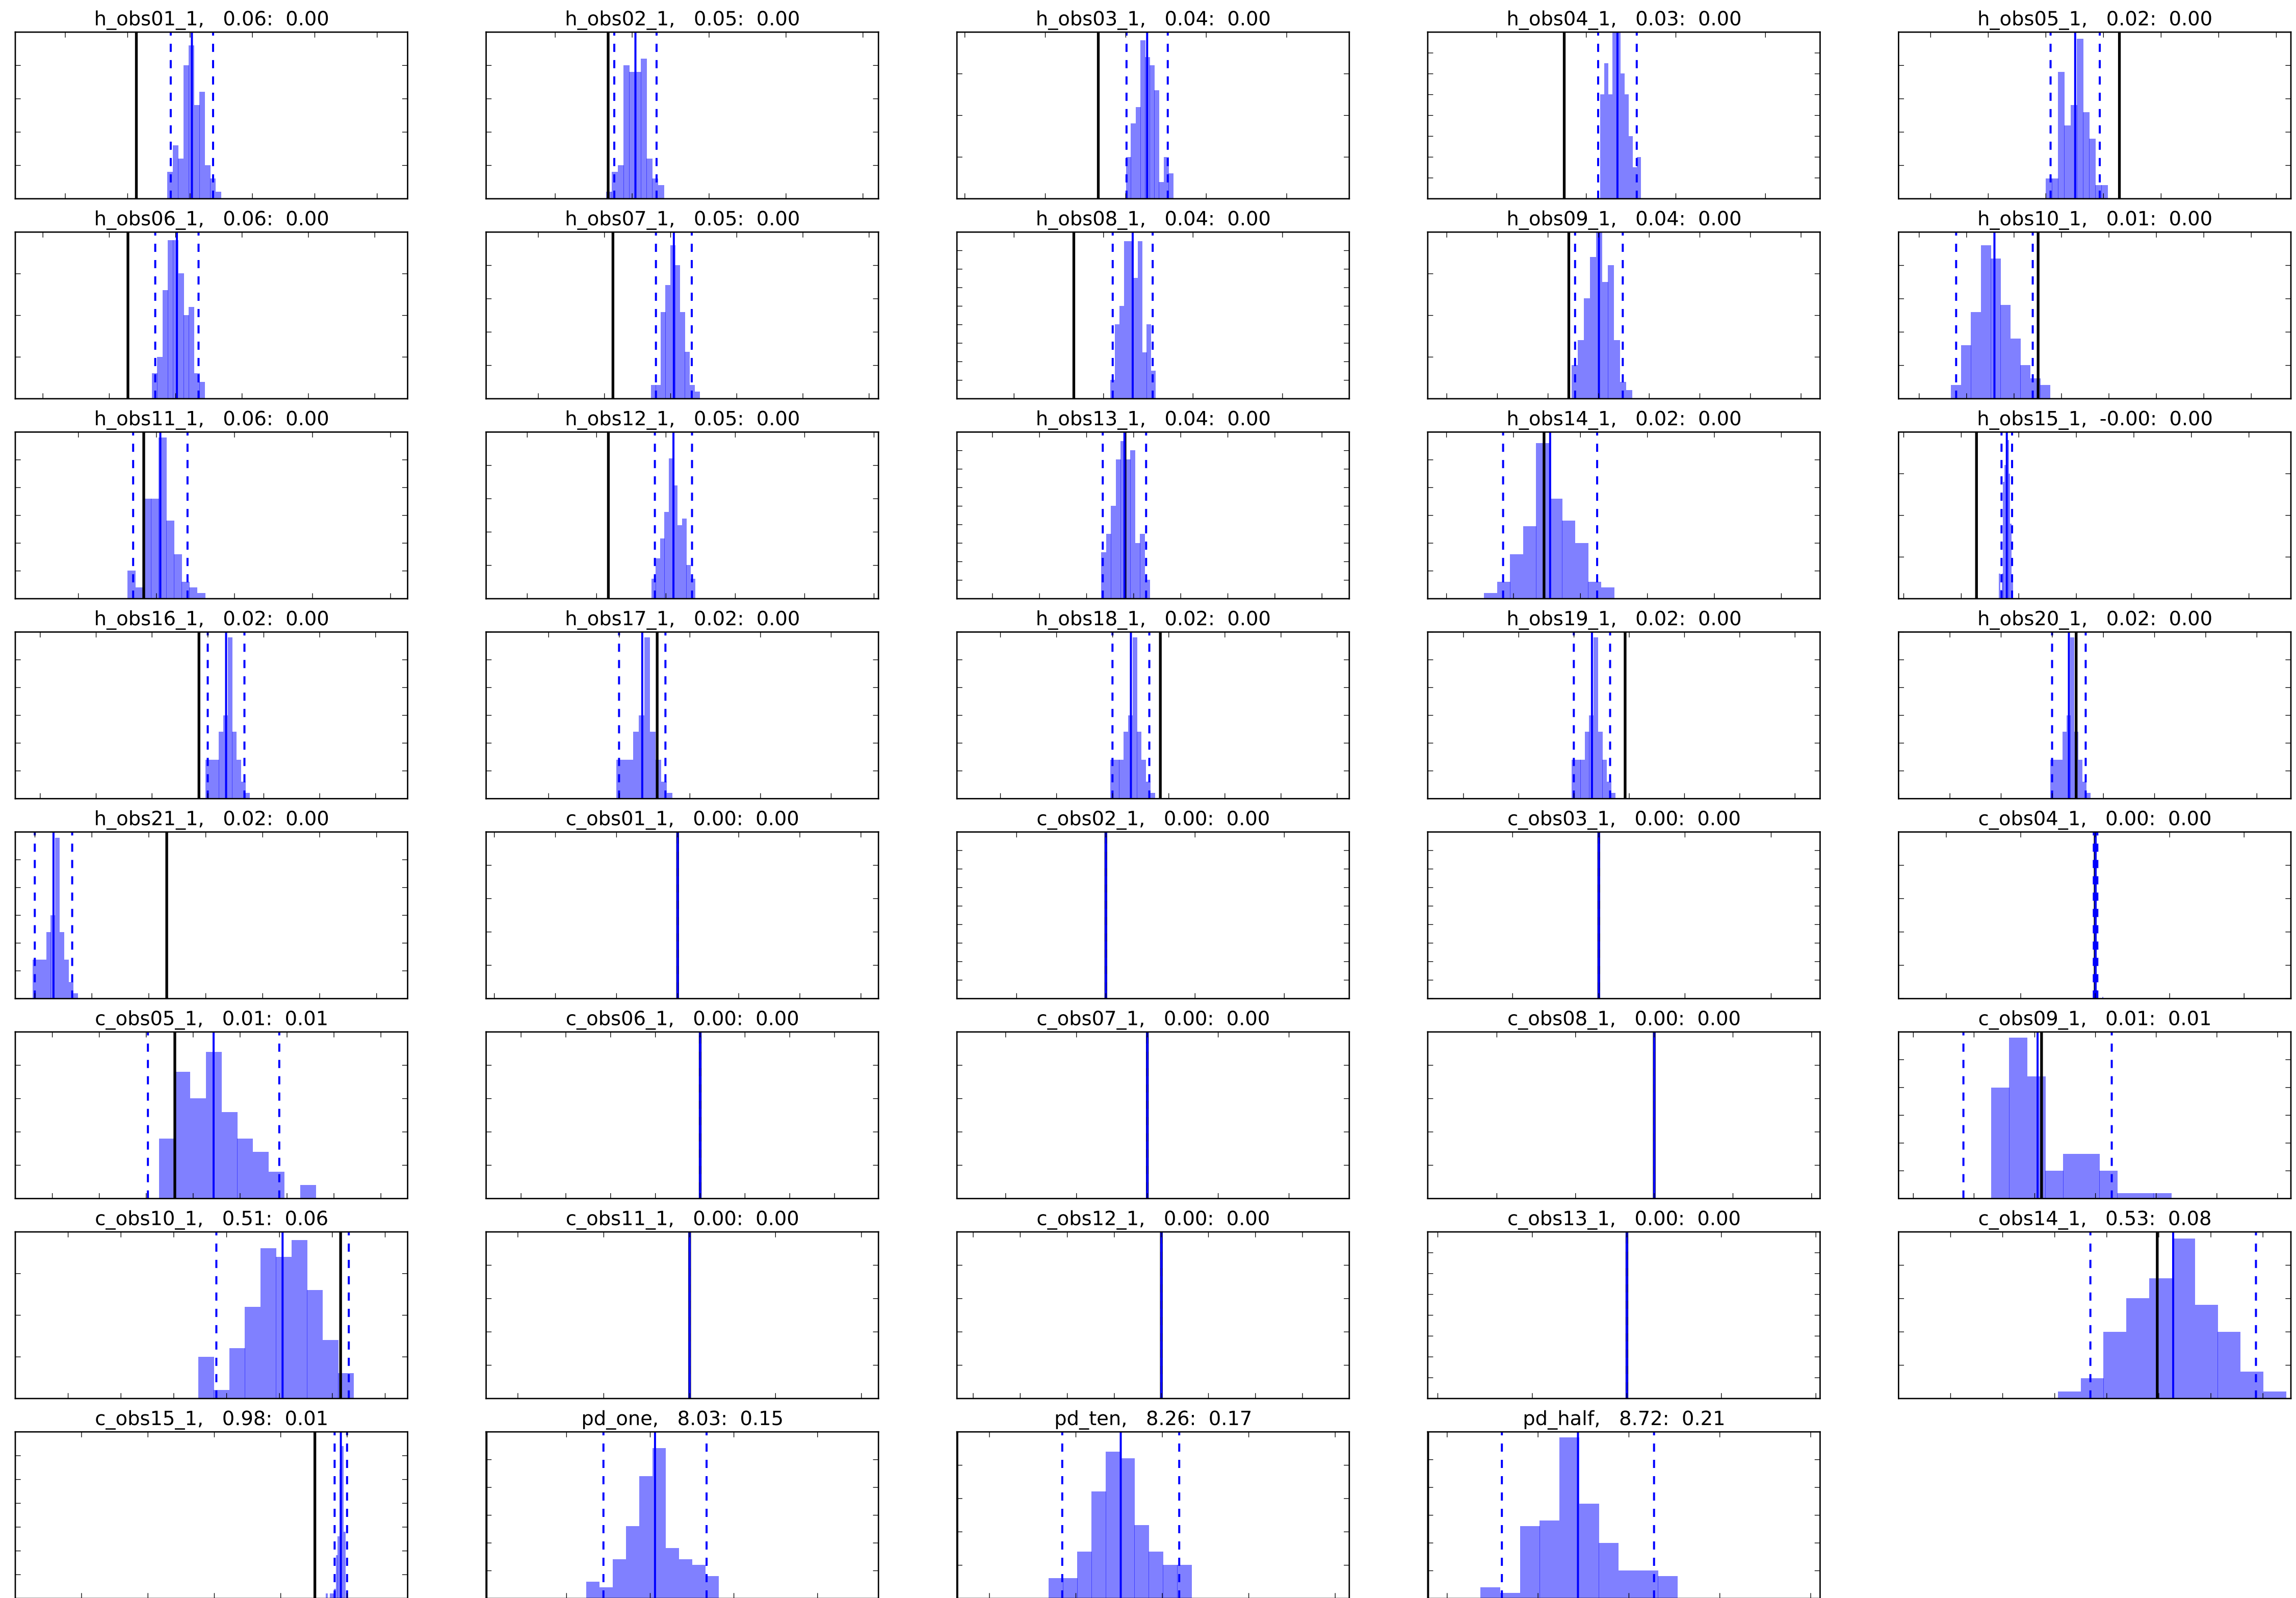 h_obs01_1, 0.06: 0.00
h_obs02_1, 0.05: 0.00
h_obs03_1, 0.04: 0.00
h_obs04_1, 0.03: 0.00
h_obs05_1, 0.02: 0.00
h_obs06_1, 0.06: 0.00
h_obs07_1, 0.05: 0.00
h_obs08_1, 0.04: 0.00
h_obs09_1, 0.04: 0.00
h_obs10_1, 0.01: 0.00
h_obs11_1, 0.06: 0.00
h_obs12_1, 0.05: 0.00
h_obs13_1, 0.04: 0.00
h_obs14_1, 0.02: 0.00
h_obs15_1, -0.00: 0.00
h_obs16_1, 0.02: 0.00
h_obs17_1, 0.02: 0.00
h_obs18_1, 0.02: 0.00
h_obs19_1, 0.02: 0.00
h_obs20_1, 0.02: 0.00
h_obs21_1, 0.02: 0.00
c_obs01_1, 0.00: 0.00
c_obs02_1, 0.00: 0.00
c_obs03_1, 0.00: 0.00
c_obs04_1, 0.00: 0.00
c_obs05_1, 0.01: 0.01
c_obs06_1, 0.00: 0.00
c_obs07_1, 0.00: 0.00
c_obs08_1, 0.00: 0.00
c_obs09_1, 0.01: 0.01
c_obs10_1, 0.51: 0.06
c_obs11_1, 0.00: 0.00
c_obs12_1, 0.00: 0.00
c_obs13_1, 0.00: 0.00
c_obs14_1, 0.53: 0.08
c_obs15_1, 0.98: 0.01
pd_one, 8.03: 0.15
pd_ten, 8.26: 0.17
pd_half, 8.72: 0.21